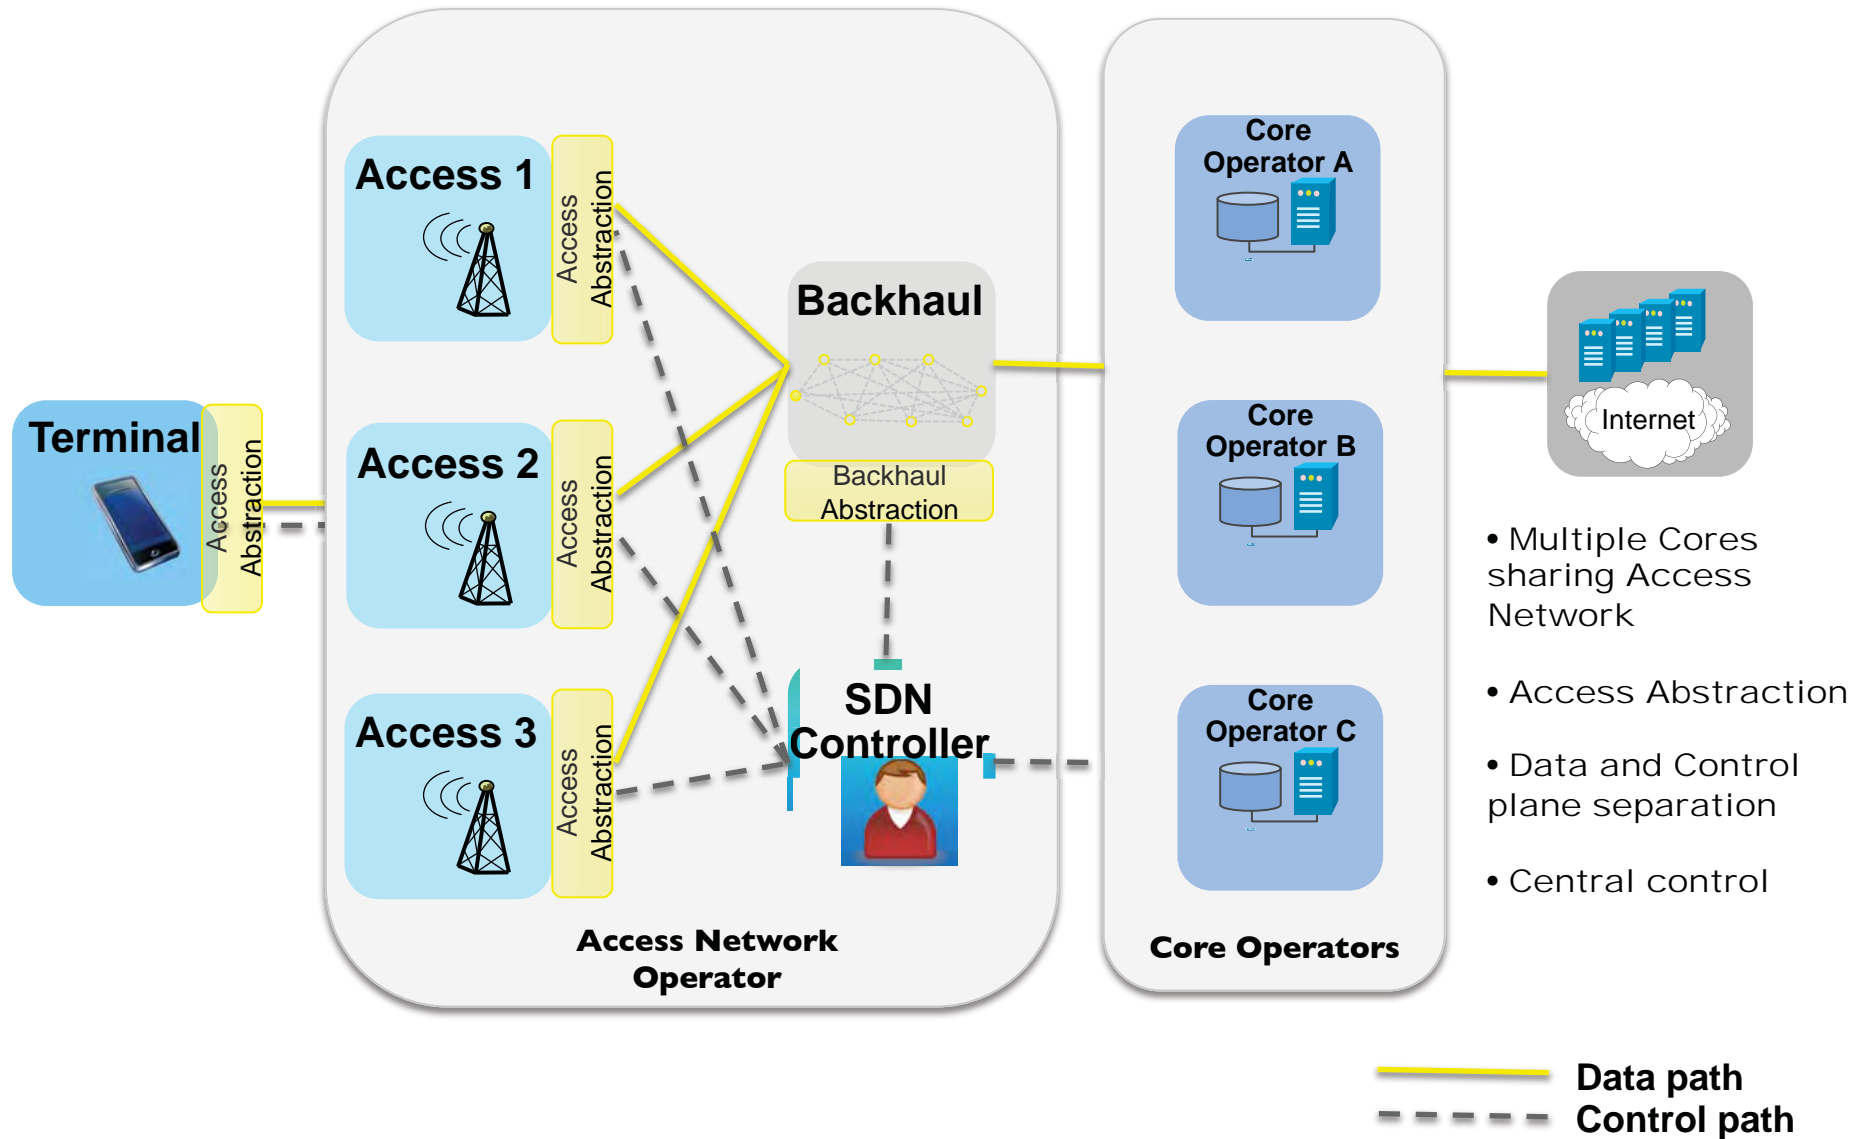 Terminal
Access
Abstraction
Access 1
Access
Abstraction
Access 2
Access
Abstraction
Access 3
Access
Abstraction
Backhaul
Backhaul
Abstraction
SDN
Controller
Access Network
Operator
Core
Operator A
Core
Operator B
Core
Operator C
Core Operators
Internet
• Multiple Cores
sharing Access
Network
• Access Abstraction
• Data and Control
plane separation
• Central control
Data path
Control path